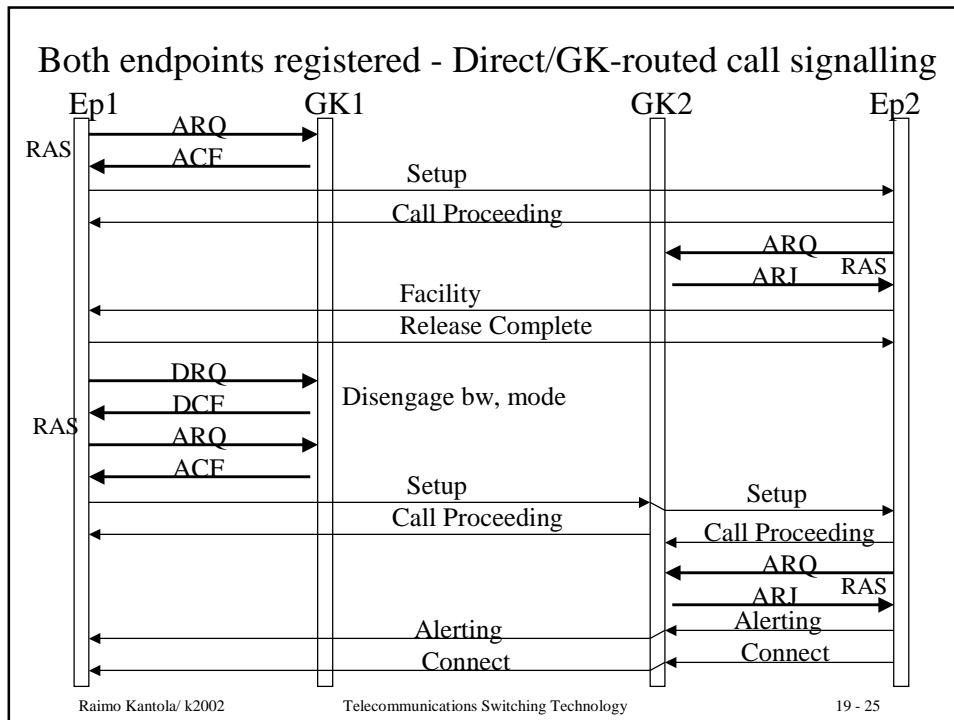 Both endpoints registered - Direct/GK-routed call signalling
Ep1 GK1 GK2 Ep2
ARQ
RAS
ACF
Setup
Call Proceeding
ARQ
RAS
ARJ
Facility
Release Complete
DRQ
Disengage bw, mode
DCF
RAS
ARQ
ACF
Setup
Setup
Call Proceeding
Call Proceeding
ARQ
RAS
ARJ
Alerting
Alerting
Connect
Connect
Raimo Kantola/ k2002 Telecommunications Switching Technology 19 - 25